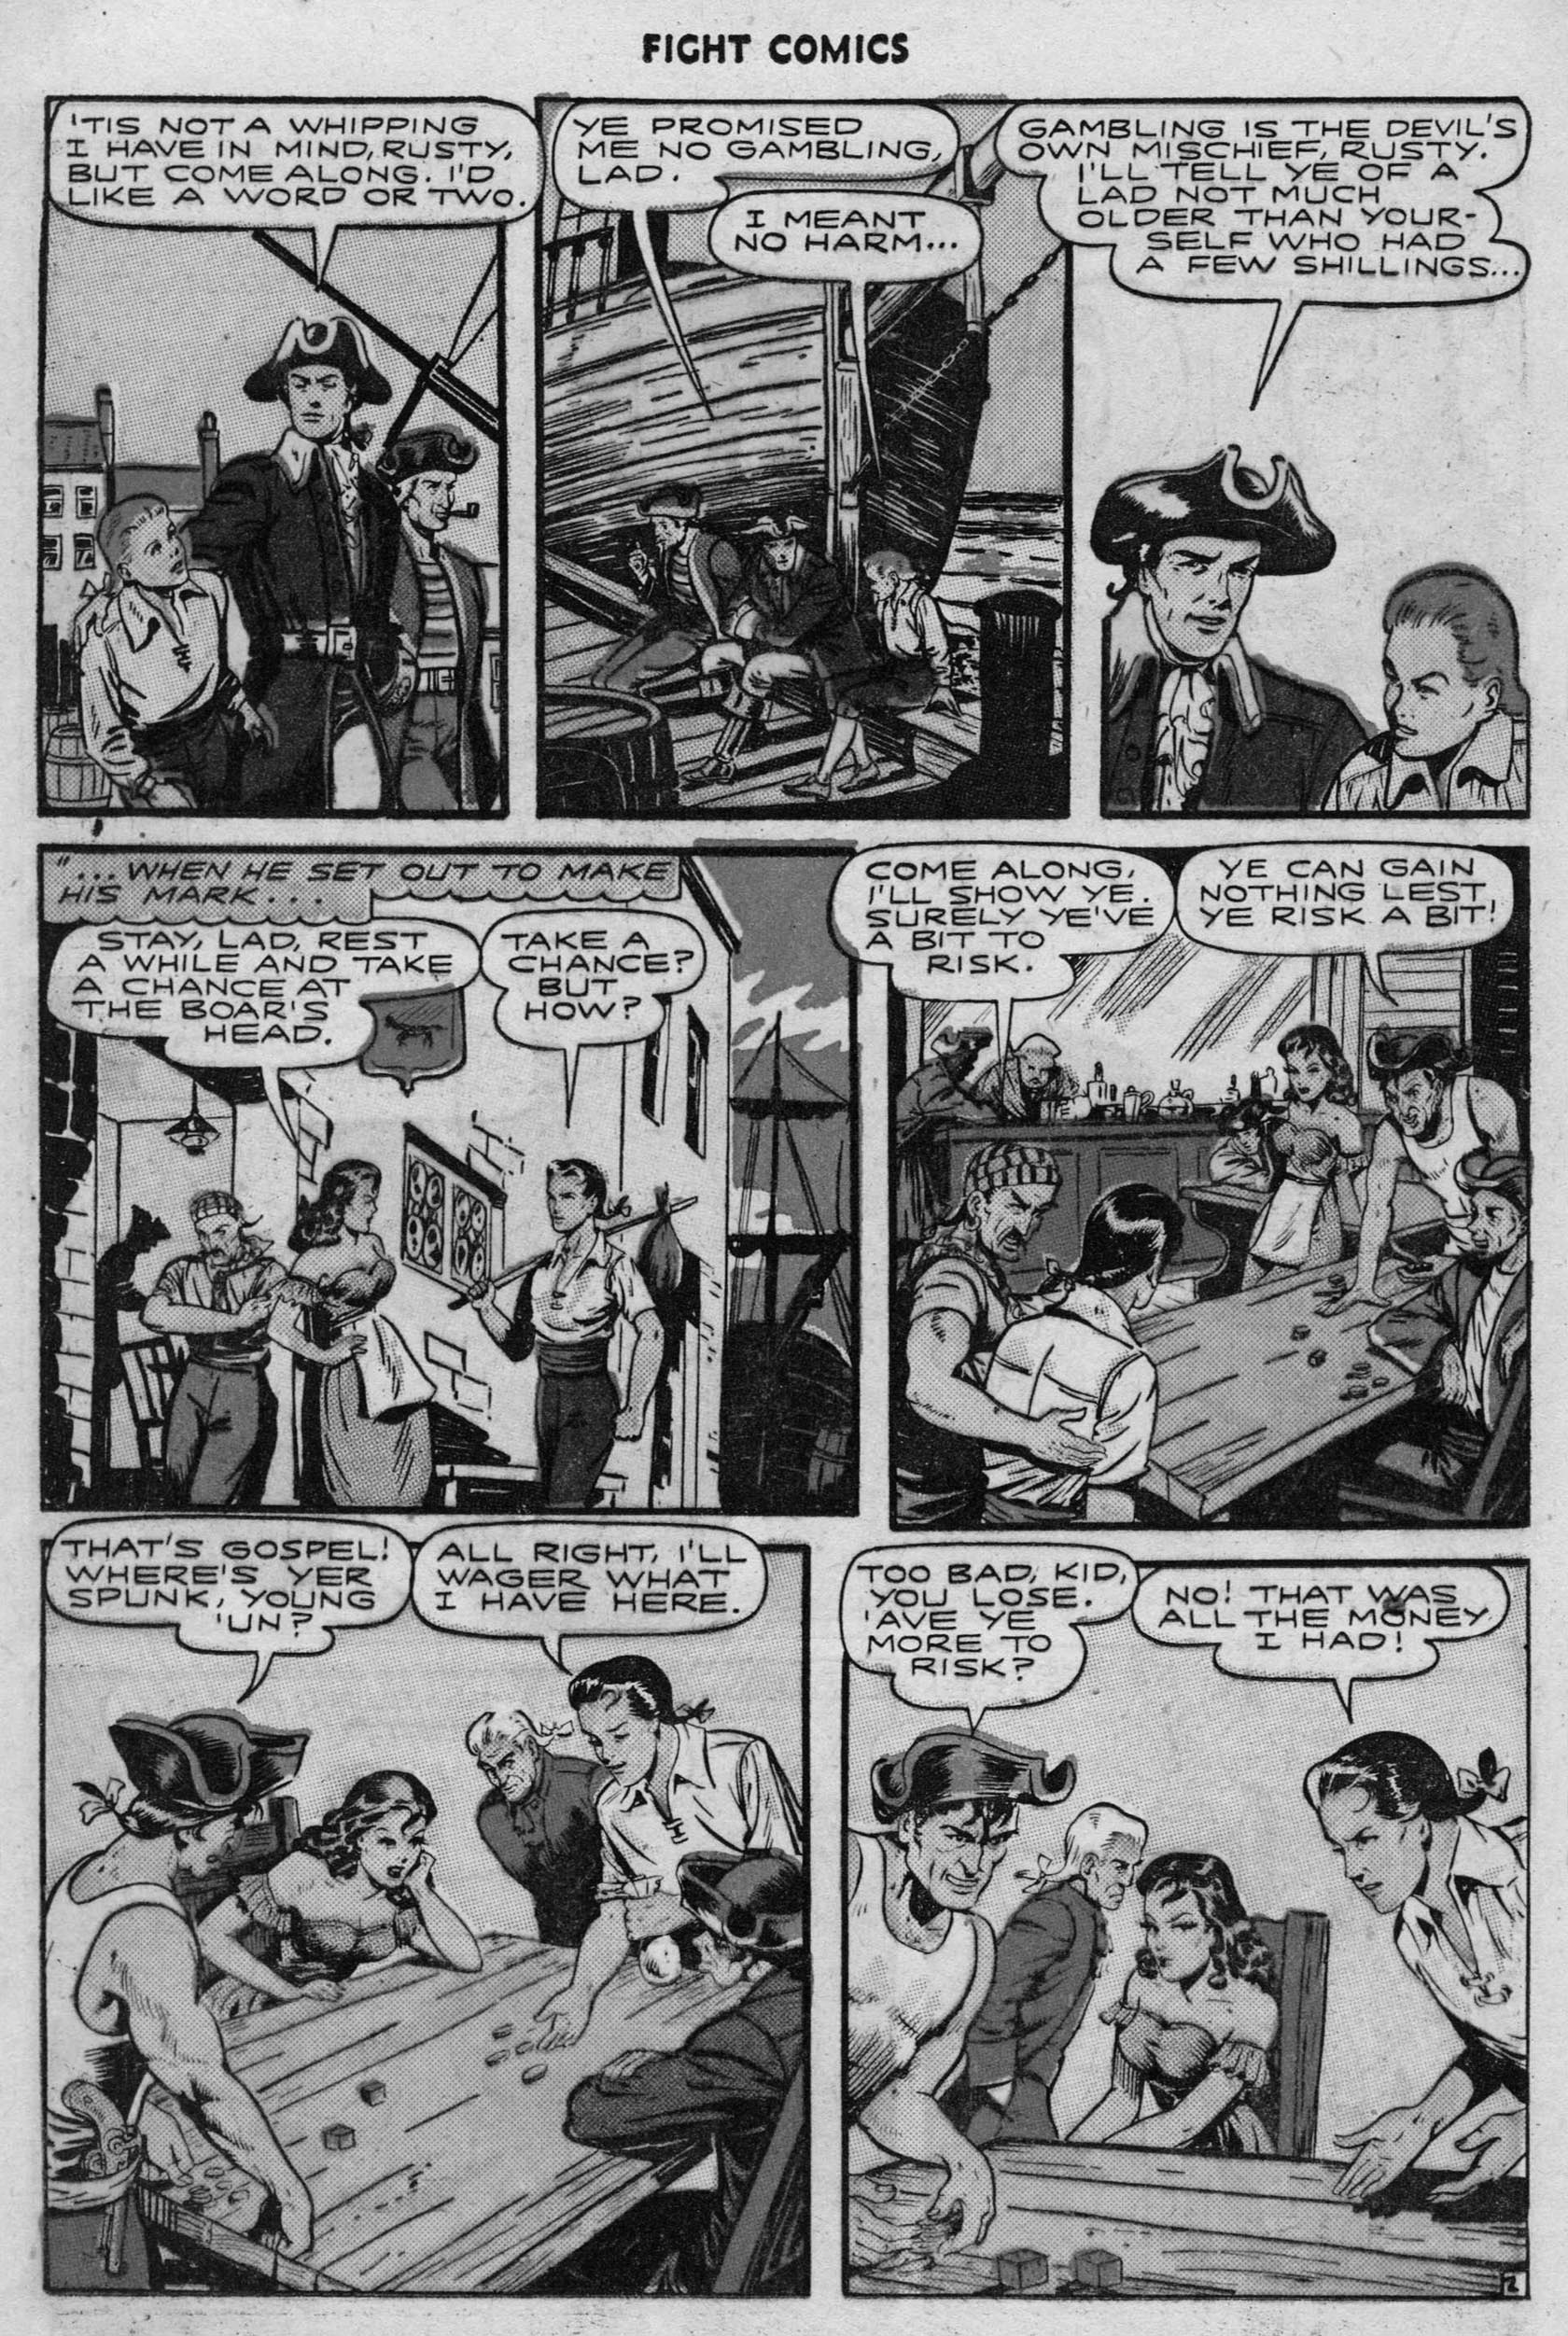 FIGHT COMICS
'TIS NOT A WHIPPING
I HAVE IN MIND, RUSTY,
BUT COME ALONG. I'D
LIKE A WORD OR TWO.
YE PROMISED
ME NO GAMBLING,
LAD.
I MEANT
NO HARM...
GAMBLING IS THE DEVIL'S
OWN MISCHIEF, RUSTY.
I'LL TELL YE OF A
LAD NOT MUCH
OLDER THAN YOUR-
SELF WHO HAD
A FEW SHILLINGS...
"...WHEN HE SET OUT TO MAKE
HIS MARK...
STAY, LAD, REST
A WHILE AND TAKE
A CHANCE AT
THE BOAR'S
HEAD.
TAKE A
CHANCE?
BUT
HOW?
COME ALONG,
I'LL SHOW YE.
SURELY YE'VE
A BIT TO
RISK.
YE CAN GAIN
NOTHING LEST
YE RISK A BIT!
THAT'S GOSPEL!
WHERE'S YER
SPUNK, YOUNG
'UN?
ALL RIGHT, I'LL
WAGER WHAT
I HAVE HERE.
TOO BAD, KID,
YOU LOSE.
'AVE YE
MORE TO
RISK?
NO! THAT WAS
ALL THE MONEY
I HAD!
2